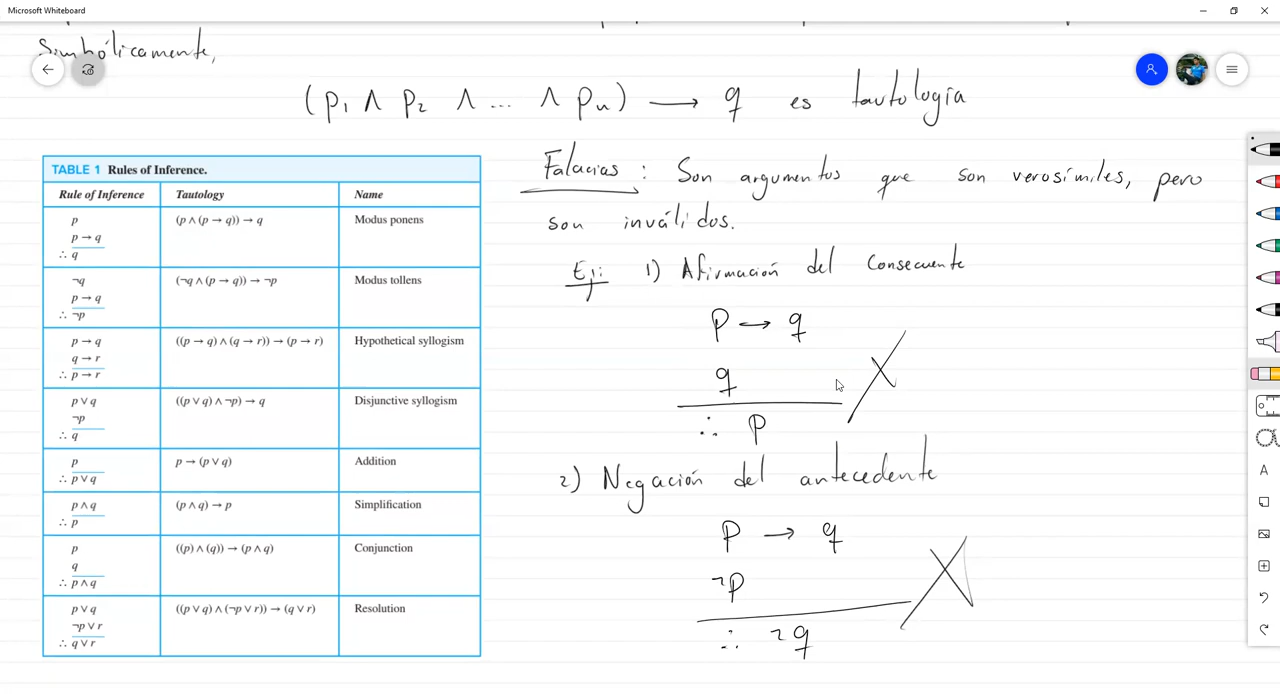 Microsoft Whiteboard
Simbólicamente,
(p₁ ∧ p₂ ∧ ... ∧ pₙ) → q es tautología
TABLE 1 Rules of Inference.
Rule of Inference Tautology Name
p
p → q
∴ q
(p ∧ (p → q)) → q
Modus ponens
¬q
p → q
∴ ¬p
(¬q ∧ (p → q)) → ¬p
Modus tollens
p → q
q → r
∴ p → r
((p → q) ∧ (q → r)) → (p → r)
Hypothetical syllogism
p ∨ q
¬p
∴ q
((p ∨ q) ∧ ¬p) → q
Disjunctive syllogism
p
∴ p ∨ q
p → (p ∨ q)
Addition
p ∧ q
∴ p
(p ∧ q) → p
Simplification
p
q
∴ p ∧ q
((p) ∧ (q)) → (p ∧ q)
Conjunction
p ∨ q
¬p ∨ r
∴ q ∨ r
((p ∨ q) ∧ (¬p ∨ r)) → (q ∨ r)
Resolution
Falacias : Son argumentos que son verosímiles, pero
son inválidos.
Ej: 1) Afirmación del consecuente
p → q
q
∴ p
2) Negación del antecedente
p → q
¬p
∴ ¬q
A